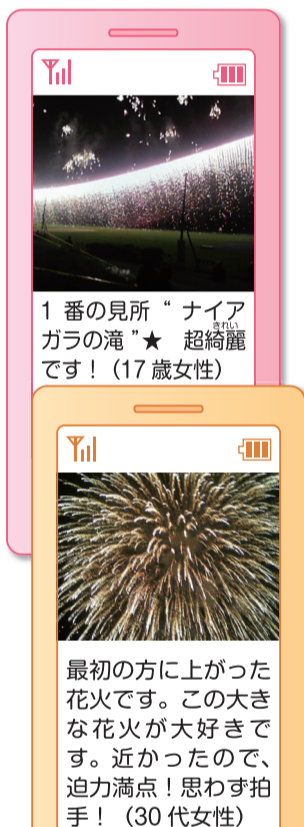 1 番の見所 “ ナイア
ガラの滝 ”★　超綺麗
きれい
です！（17 歳女性）
最初の方に上がった
花火です。この大き
な花火が大好きで
す。近かったので、
迫力満点！思わず拍
手！（30 代女性）